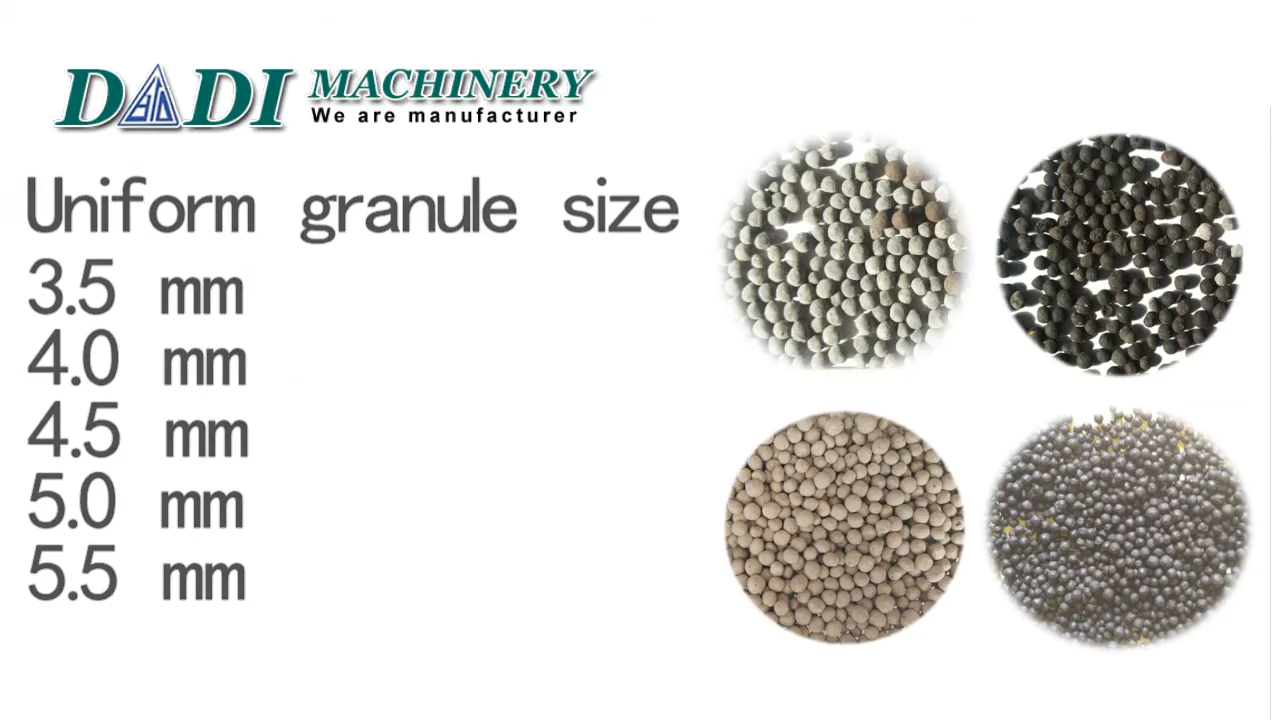 DADI MACHINERY
We are manufacturer
Uniform granule size
3.5 mm
4.0 mm
4.5 mm
5.0 mm
5.5 mm